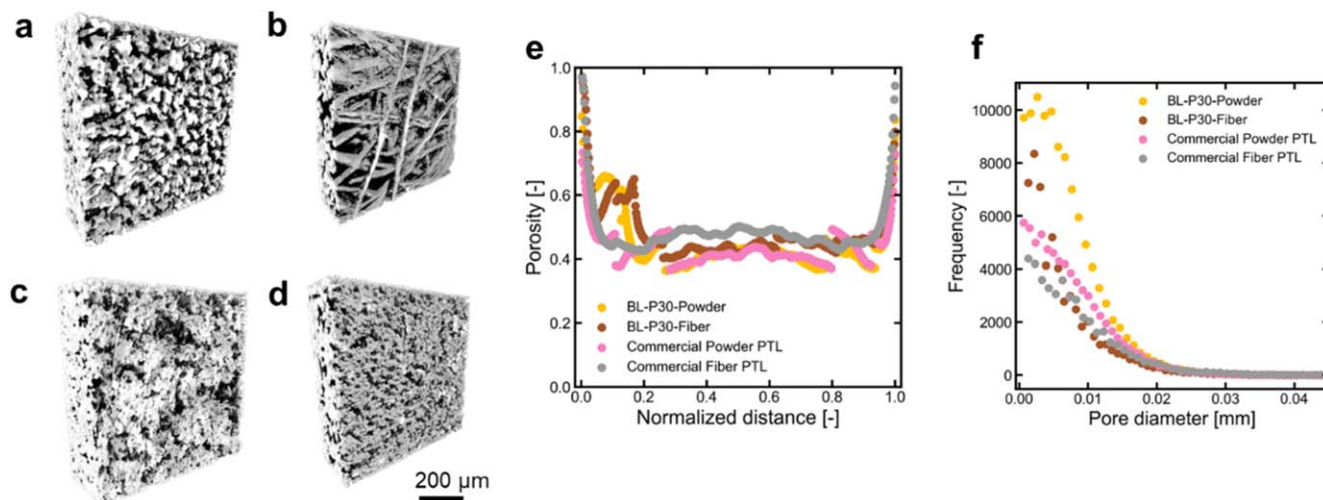 a
b
c
d
200 µm
e
1.0
0.8
0.6
0.4
0.2
0.0
Porosity [-]
BL-P30-Powder
BL-P30-Fiber
Commercial Powder PTL
Commercial Fiber PTL
0.0 0.2 0.4 0.6 0.8 1.0
Normalized distance [-]
f
10000
8000
6000
4000
2000
0
Frequency [-]
BL-P30-Powder
BL-P30-Fiber
Commercial Powder PTL
Commercial Fiber PTL
0.00 0.01 0.02 0.03 0.04
Pore diameter [mm]